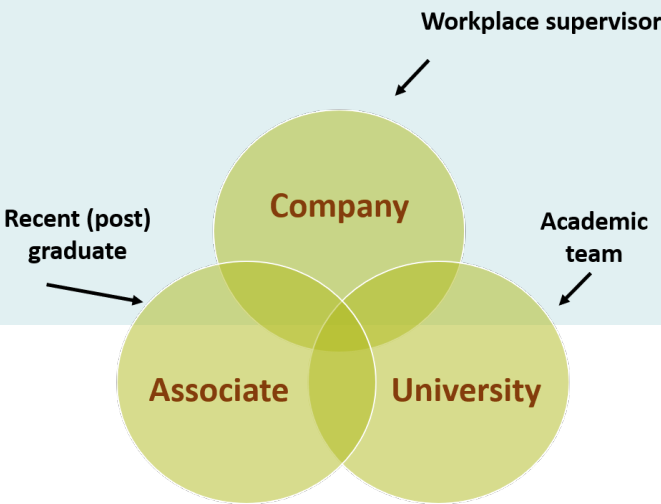 Workplace supervisor
Company
Recent (post)
graduate
Academic
team
Associate
University